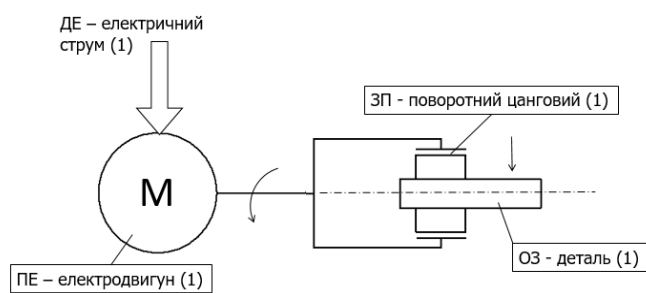 ДЕ – електричний
струм (1)
ЗП - поворотний цанговий (1)
М
ПЕ – електродвигун (1)
ОЗ - деталь (1)